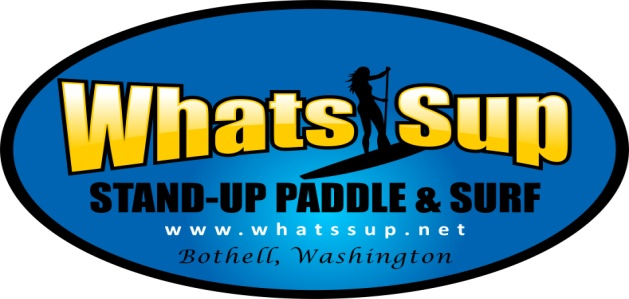 Whats Sup
STAND-UP PADDLE & SURF
www.whatssup.net
Bothell, Washington